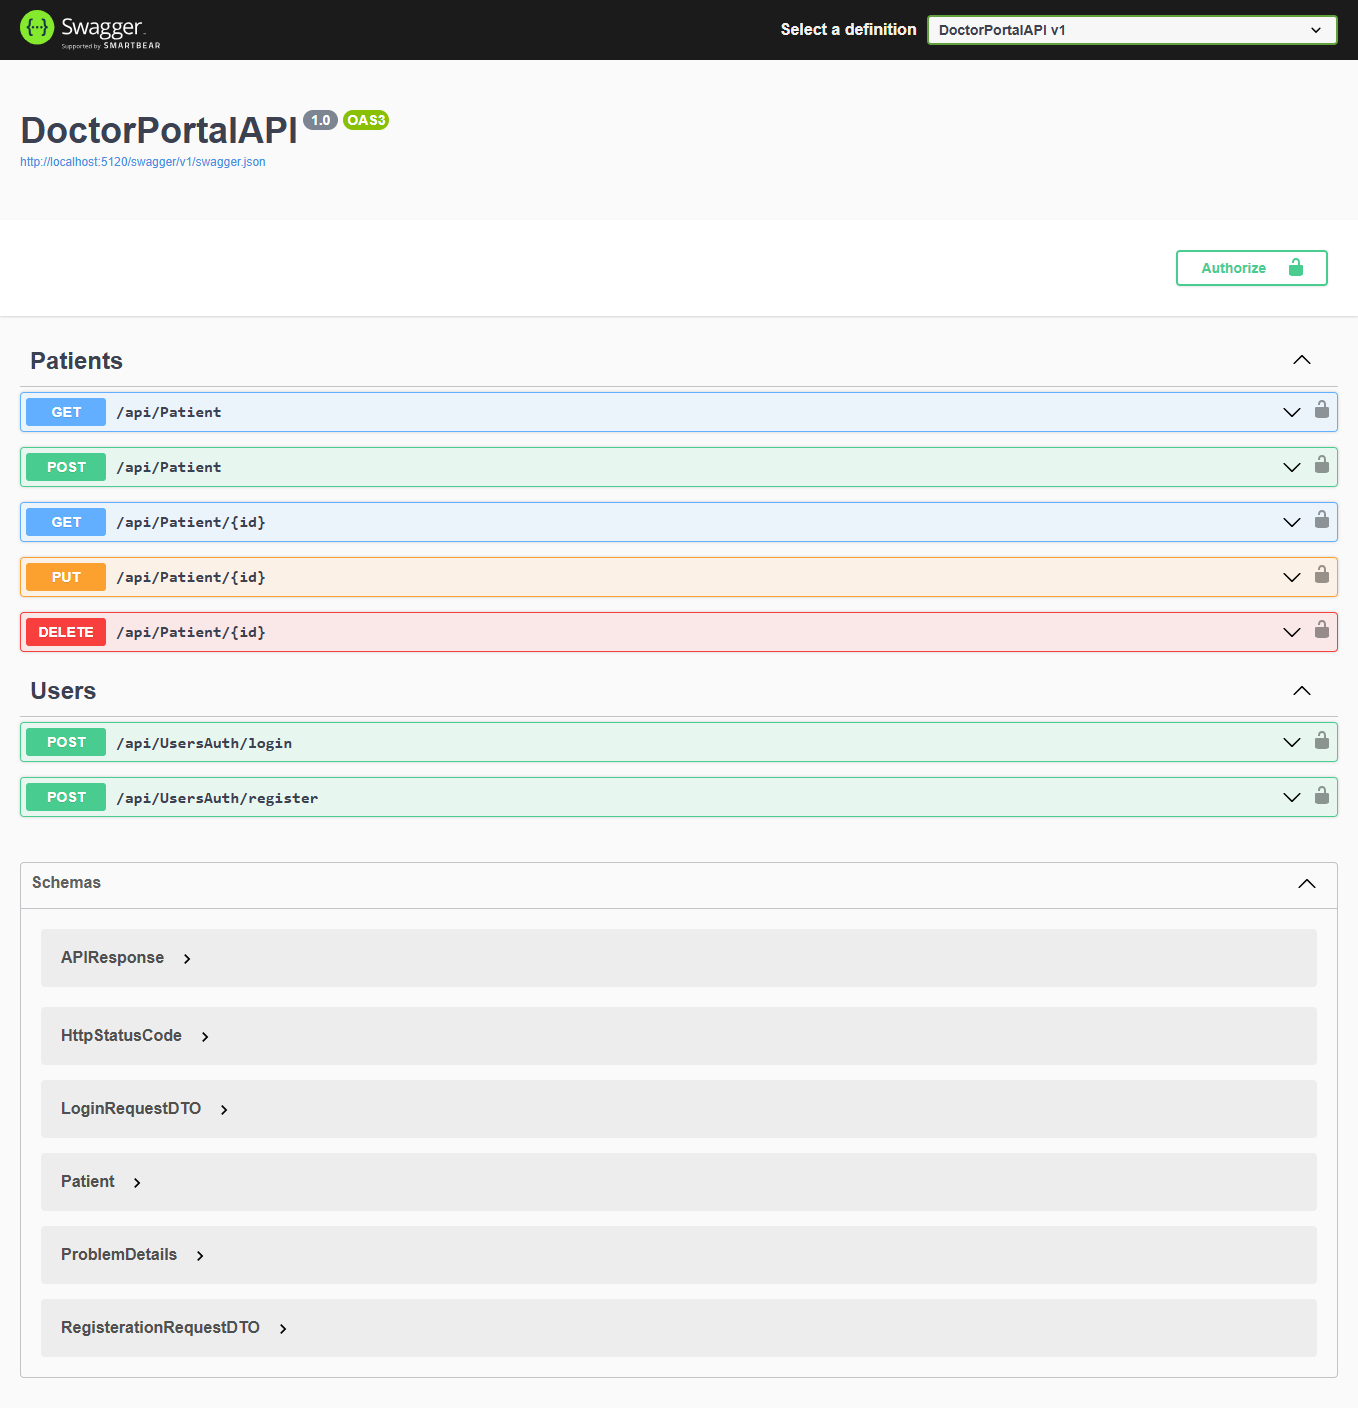 Swagger
Supported by SMARTBEAR
Select a definition
DoctorPortalAPI v1
DoctorPortalAPI 1.0 OAS3
http://localhost:5120/swagger/v1/swagger.json
Authorize
Patients
GET /api/Patient
POST /api/Patient
GET /api/Patient/{id}
PUT /api/Patient/{id}
DELETE /api/Patient/{id}
Users
POST /api/UsersAuth/login
POST /api/UsersAuth/register
Schemas
APIResponse
HttpStatusCode
LoginRequestDTO
Patient
ProblemDetails
RegisterationRequestDTO